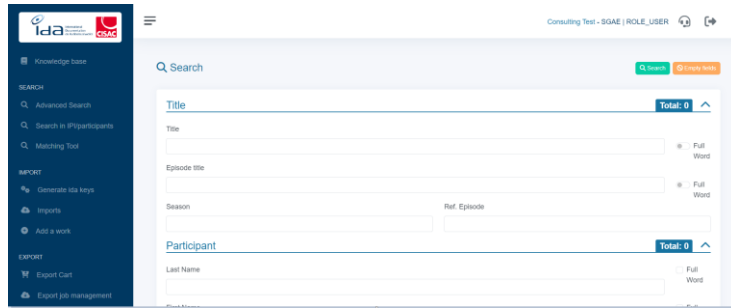 ida
CISAC
Consulting Test - SGAE | ROLE_USER
Knowledge base
SEARCH
Advanced Search
Search in IPI/participants
Matching Tool
IMPORT
Generate ida keys
Imports
Add a work
EXPORT
Export Cart
Export job management
Search
Search
Empty fields
Title
Total: 0
Title
Full
Word
Episode title
Full
Word
Season
Ref. Episode
Participant
Total: 0
Last Name
Full
Word